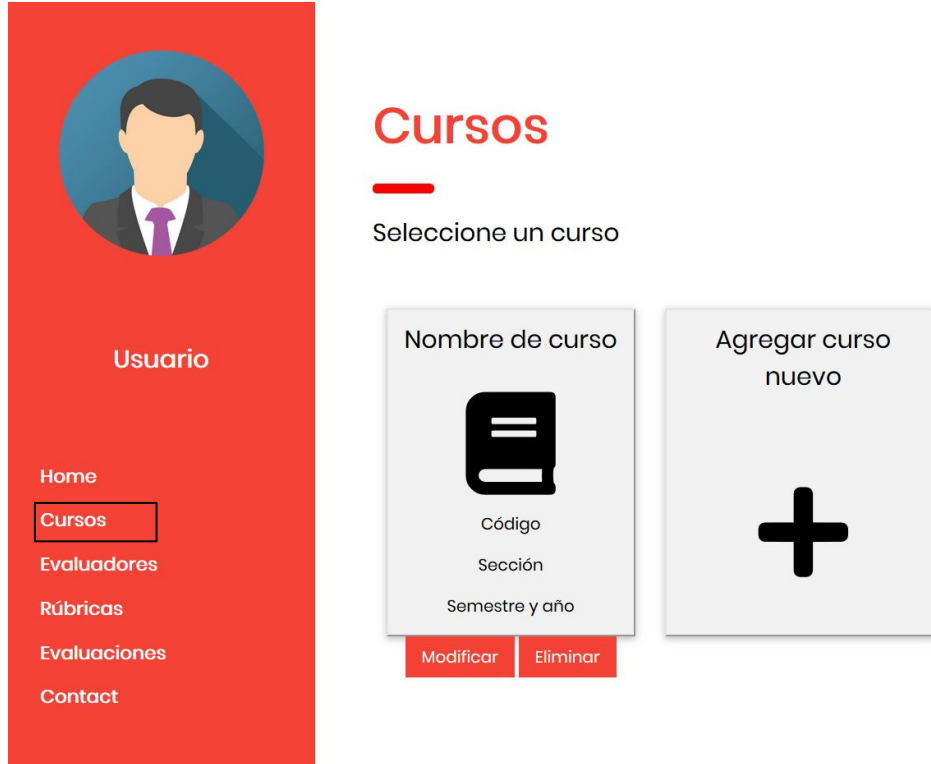 Usuario
Home
Cursos
Evaluadores
Rúbricas
Evaluaciones
Contact
Cursos
Seleccione un curso
Nombre de curso
Código
Sección
Semestre y año
Modificar
Eliminar
Agregar curso
nuevo